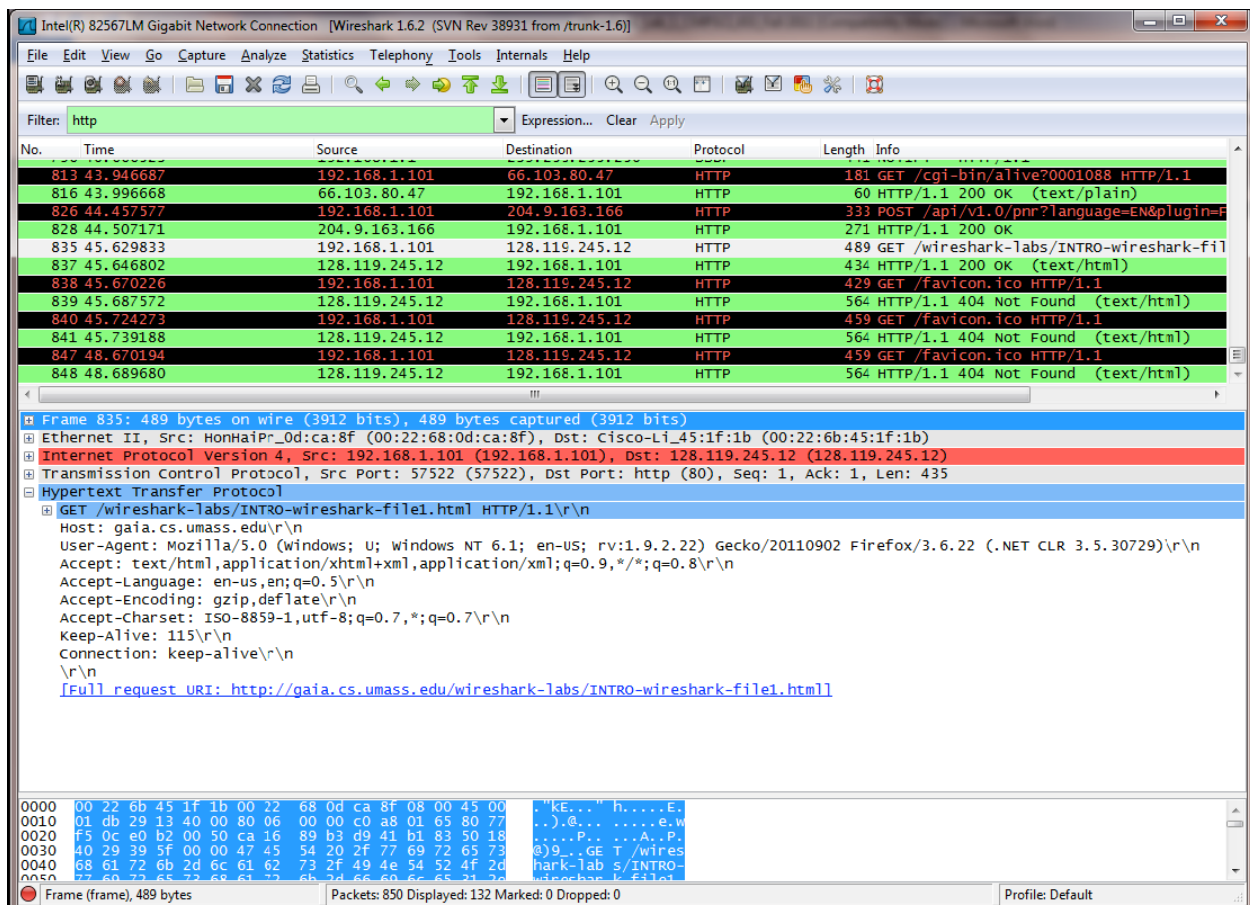 Intel(R) 82567LM Gigabit Network Connection [Wireshark 1.6.2 (SVN Rev 38931 from /trunk-1.6)]
File Edit View Go Capture Analyze Statistics Telephony Tools Internals Help
Filter: http Expression... Clear Apply
No. Time Source Destination Protocol Length Info
813 43.946687 192.168.1.101 66.103.80.47 HTTP 181 GET /cgi-bin/alive?0001088 HTTP/1.1
816 43.996668 66.103.80.47 192.168.1.101 HTTP 60 HTTP/1.1 200 OK (text/plain)
826 44.457577 192.168.1.101 204.9.163.166 HTTP 333 POST /api/v1.0/pnr?language=EN&plugin=F
828 44.507171 204.9.163.166 192.168.1.101 HTTP 271 HTTP/1.1 200 OK
835 45.629833 192.168.1.101 128.119.245.12 HTTP 489 GET /wireshark-labs/INTRO-wireshark-fil
837 45.646802 128.119.245.12 192.168.1.101 HTTP 434 HTTP/1.1 200 OK (text/html)
838 45.670226 192.168.1.101 128.119.245.12 HTTP 429 GET /favicon.ico HTTP/1.1
839 45.687572 128.119.245.12 192.168.1.101 HTTP 564 HTTP/1.1 404 Not Found (text/html)
840 45.724273 192.168.1.101 128.119.245.12 HTTP 459 GET /favicon.ico HTTP/1.1
841 45.739188 128.119.245.12 192.168.1.101 HTTP 564 HTTP/1.1 404 Not Found (text/html)
847 48.670194 192.168.1.101 128.119.245.12 HTTP 459 GET /favicon.ico HTTP/1.1
848 48.689680 128.119.245.12 192.168.1.101 HTTP 564 HTTP/1.1 404 Not Found (text/html)
Frame 835: 489 bytes on wire (3912 bits), 489 bytes captured (3912 bits)
Ethernet II, Src: HonHaiPr_0d:ca:8f (00:22:68:0d:ca:8f), Dst: Cisco-Li_45:1f:1b (00:22:6b:45:1f:1b)
Internet Protocol Version 4, Src: 192.168.1.101 (192.168.1.101), Dst: 128.119.245.12 (128.119.245.12)
Transmission Control Protocol, Src Port: 57522 (57522), Dst Port: http (80), Seq: 1, Ack: 1, Len: 435
Hypertext Transfer Protocol
GET /wireshark-labs/INTRO-wireshark-file1.html HTTP/1.1\r\n
Host: gaia.cs.umass.edu\r\n
User-Agent: Mozilla/5.0 (Windows; U; Windows NT 6.1; en-US; rv:1.9.2.22) Gecko/20110902 Firefox/3.6.22 (.NET CLR 3.5.30729)\r\n
Accept: text/html,application/xhtml+xml,application/xml;q=0.9,*/*;q=0.8\r\n
Accept-Language: en-us,en;q=0.5\r\n
Accept-Encoding: gzip,deflate\r\n
Accept-Charset: ISO-8859-1,utf-8;q=0.7,*;q=0.7\r\n
Keep-Alive: 115\r\n
Connection: keep-alive\r\n
\r\n
[Full request URI: http://gaia.cs.umass.edu/wireshark-labs/INTRO-wireshark-file1.html]
0000 00 22 6b 45 1f 1b 00 22 68 0d ca 8f 08 00 45 00 ."kE..." h.....E.
0010 01 db 29 13 40 00 80 06 00 00 c0 a8 01 65 80 77 ..).@... .....e.w
0020 f5 0c e0 b2 00 50 ca 16 89 b3 d9 41 b1 83 50 18 .....P.. ...A..P.
0030 40 29 39 5f 00 00 47 45 54 20 2f 77 69 72 65 73 @)9_..GE T /wires
0040 68 61 72 6b 2d 6c 61 62 73 2f 49 4e 54 52 4f 2d hark-lab s/INTRO-
0050 77 69 72 65 73 68 61 72 6b 2d 66 69 6c 65 31 2e wireshar k-file1.
Frame (frame), 489 bytes Packets: 850 Displayed: 132 Marked: 0 Dropped: 0 Profile: Default